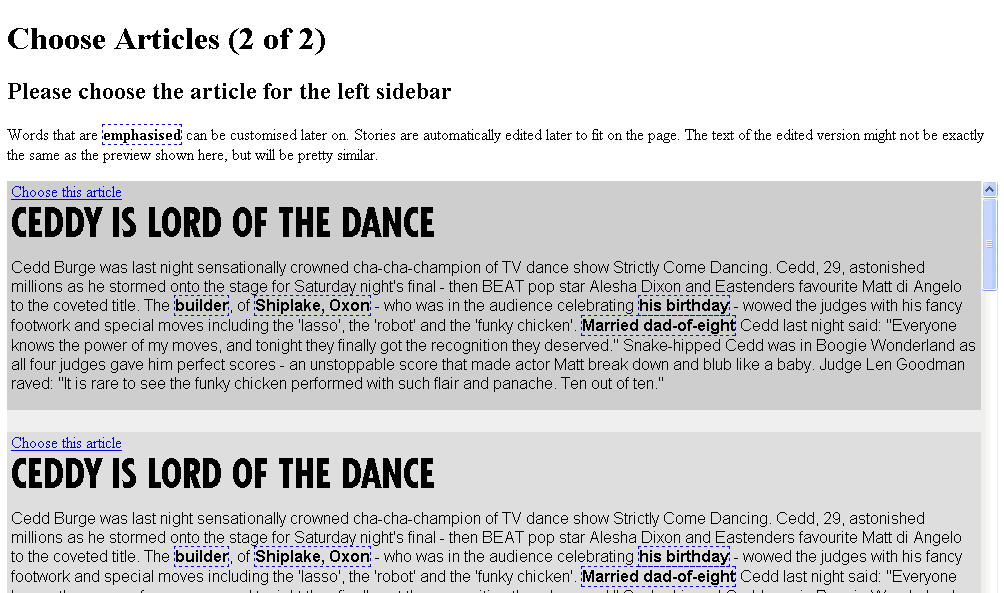 Choose Articles (2 of 2)
Please choose the article for the left sidebar
Words that are emphasised can be customised later on. Stories are automatically edited later to fit on the page. The text of the edited version might not be exactly
the same as the preview shown here, but will be pretty similar.
Choose this article
CEDDY IS LORD OF THE DANCE
Cedd Burge was last night sensationally crowned cha-cha-champion of TV dance show Strictly Come Dancing. Cedd, 29, astonished
millions as he stormed onto the stage for Saturday night's final - then BEAT pop star Alesha Dixon and Eastenders favourite Matt di Angelo
to the coveted title. The builder, of Shiplake, Oxon - who was in the audience celebrating his birthday - wowed the judges with his fancy
footwork and special moves including the 'lasso', the 'robot' and the 'funky chicken'. Married dad-of-eight Cedd last night said: "Everyone
knows the power of my moves, and tonight they finally got the recognition they deserved." Snake-hipped Cedd was in Boogie Wonderland as
all four judges gave him perfect scores - an unstoppable score that made actor Matt break down and blub like a baby. Judge Len Goodman
raved: "It is rare to see the funky chicken performed with such flair and panache. Ten out of ten."
Choose this article
CEDDY IS LORD OF THE DANCE
Cedd Burge was last night sensationally crowned cha-cha-champion of TV dance show Strictly Come Dancing. Cedd, 29, astonished
millions as he stormed onto the stage for Saturday night's final - then BEAT pop star Alesha Dixon and Eastenders favourite Matt di Angelo
to the coveted title. The builder, of Shiplake, Oxon - who was in the audience celebrating his birthday - wowed the judges with his fancy
footwork and special moves including the 'lasso', the 'robot' and the 'funky chicken'. Married dad-of-eight Cedd last night said: "Everyone